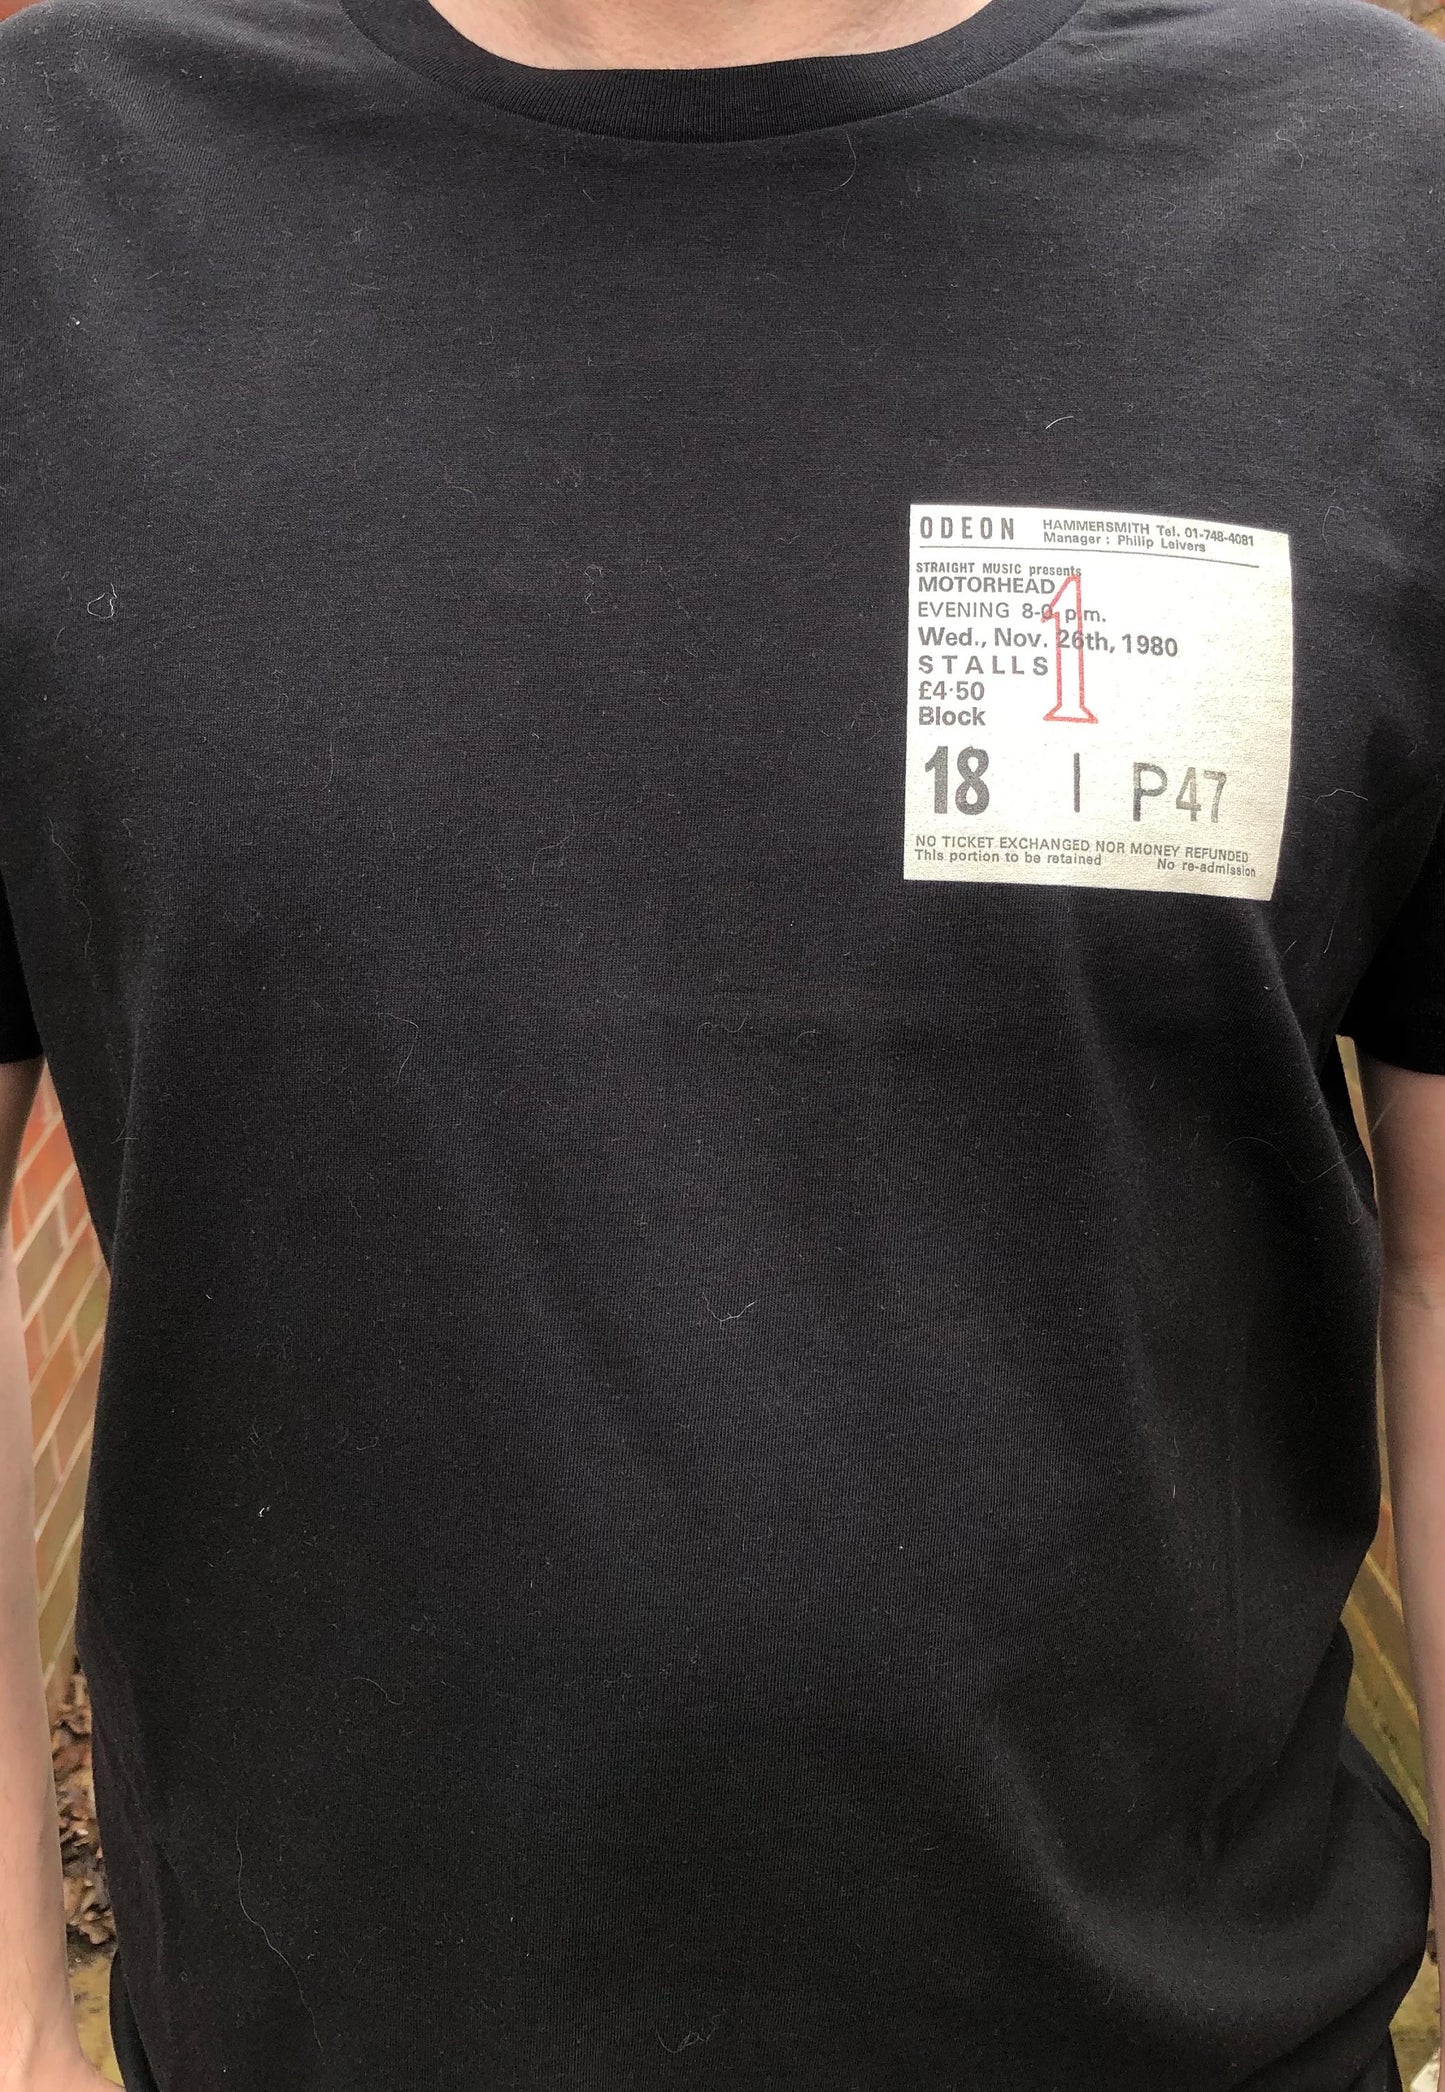 ODEON HAMMERSMITH Tel. 01-748-4081
Manager : Philip Leivers
STRAIGHT MUSIC presents
MOTORHEAD
EVENING 8-0 p.m.
Wed., Nov. 26th, 1980
STALLS
£4·50
Block
1
18 | P47
NO TICKET EXCHANGED NOR MONEY REFUNDED
This portion to be retained No re-admission